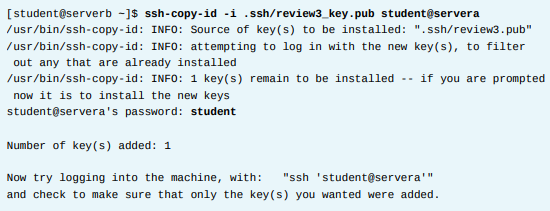 [student@serverb ~]$ ssh-copy-id -i .ssh/review3_key.pub student@servera
/usr/bin/ssh-copy-id: INFO: Source of key(s) to be installed: ".ssh/review3.pub"
/usr/bin/ssh-copy-id: INFO: attempting to log in with the new key(s), to filter
out any that are already installed
/usr/bin/ssh-copy-id: INFO: 1 key(s) remain to be installed -- if you are prompted
now it is to install the new keys
student@servera's password: student
Number of key(s) added: 1
Now try logging into the machine, with: "ssh 'student@servera'"
and check to make sure that only the key(s) you wanted were added.